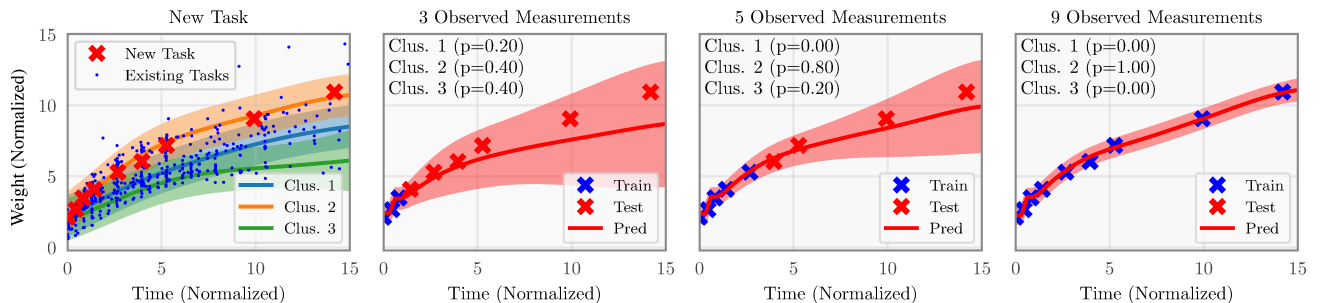 New Task
Weight (Normalized)
15
10
5
0
New Task
Existing Tasks
Clus. 1
Clus. 2
Clus. 3
0 5 10 15
Time (Normalized)
3 Observed Measurements
Clus. 1 (p=0.20)
Clus. 2 (p=0.40)
Clus. 3 (p=0.40)
Train
Test
Pred
0 5 10 15
Time (Normalized)
5 Observed Measurements
Clus. 1 (p=0.00)
Clus. 2 (p=0.80)
Clus. 3 (p=0.20)
Train
Test
Pred
0 5 10 15
Time (Normalized)
9 Observed Measurements
Clus. 1 (p=0.00)
Clus. 2 (p=1.00)
Clus. 3 (p=0.00)
Train
Test
Pred
0 5 10 15
Time (Normalized)